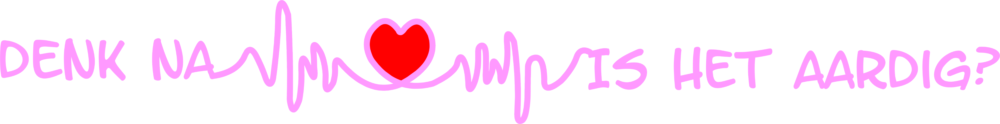 DENK NA IS HET AARDIG?